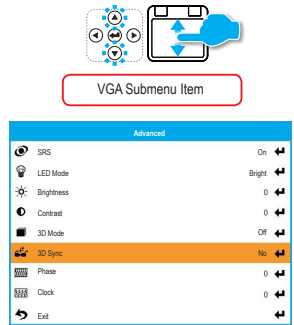 VGA Submenu Item
Advanced
SRS On
LED Mode Bright
Brightness 0
Contrast 0
3D Mode Off
3D Sync No
Phase 0
Clock 0
Exit